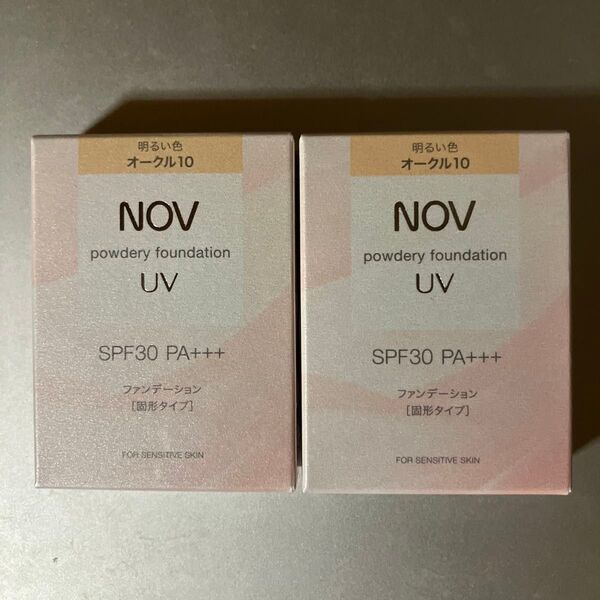 明るい色
オークル10
NOV
powdery foundation
UV
SPF30 PA+++
ファンデーション
[固形タイプ]
FOR SENSITIVE SKIN
明るい色
オークル10
NOV
powdery foundation
UV
SPF30 PA+++
ファンデーション
[固形タイプ]
FOR SENSITIVE SKIN